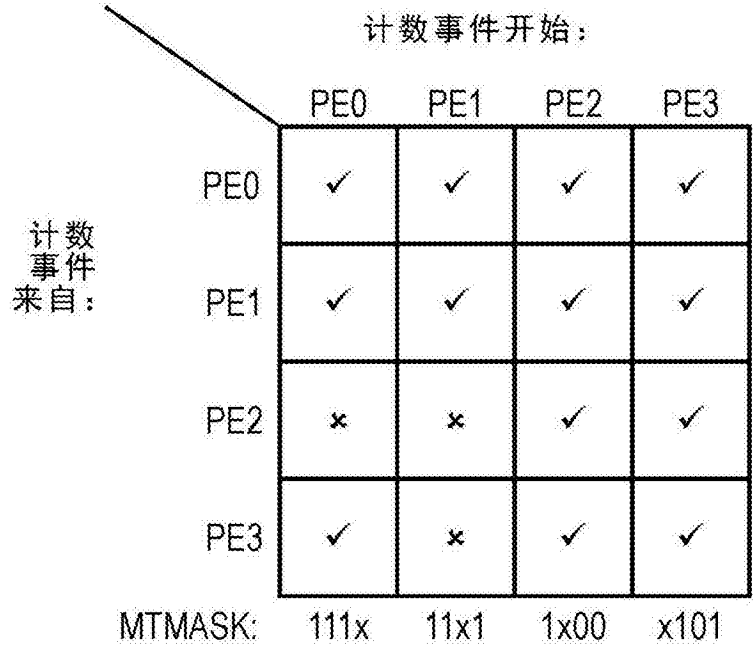 计数事件开始：
PE0 PE1 PE2 PE3
计数
事件
来自：
PE0 ✓ ✓ ✓ ✓
PE1 ✓ ✓ ✓ ✓
PE2 × × ✓ ✓
PE3 ✓ × ✓ ✓
MTMASK: 111x 11x1 1x00 x101